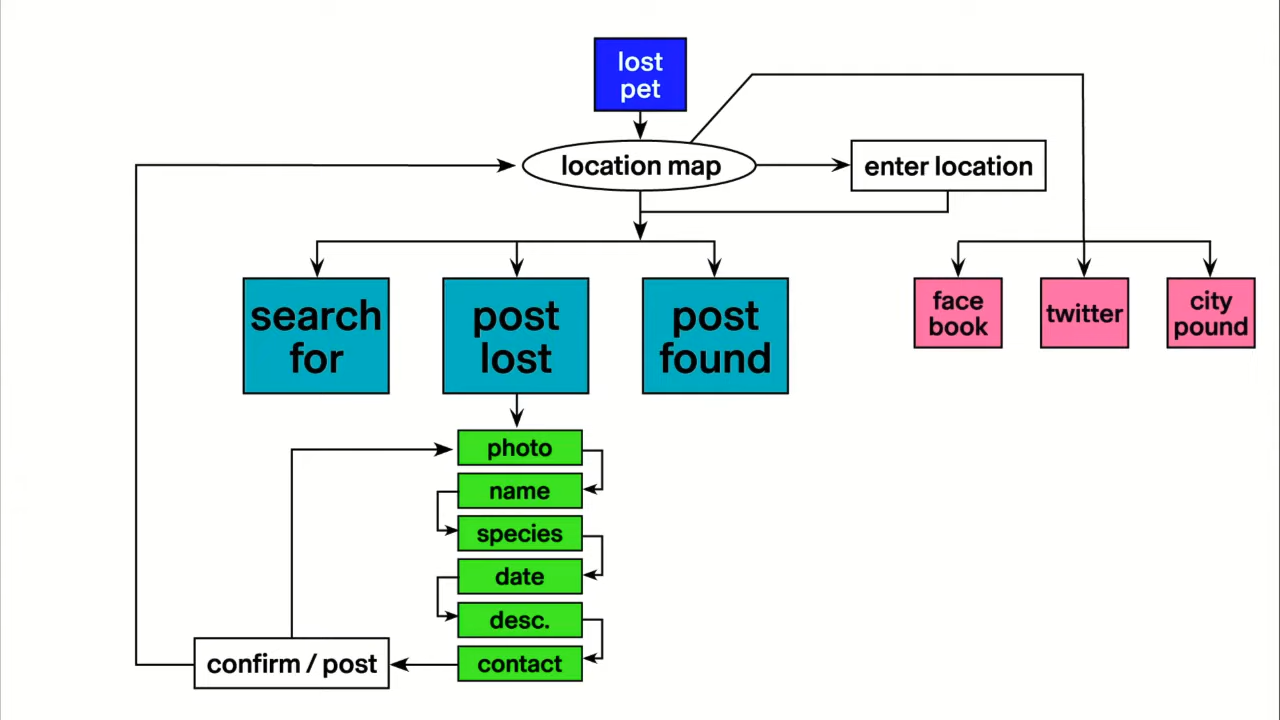 lost
pet
location map
enter location
search
for
post
lost
post
found
face
book
twitter
city
pound
photo
name
species
date
desc.
contact
confirm / post